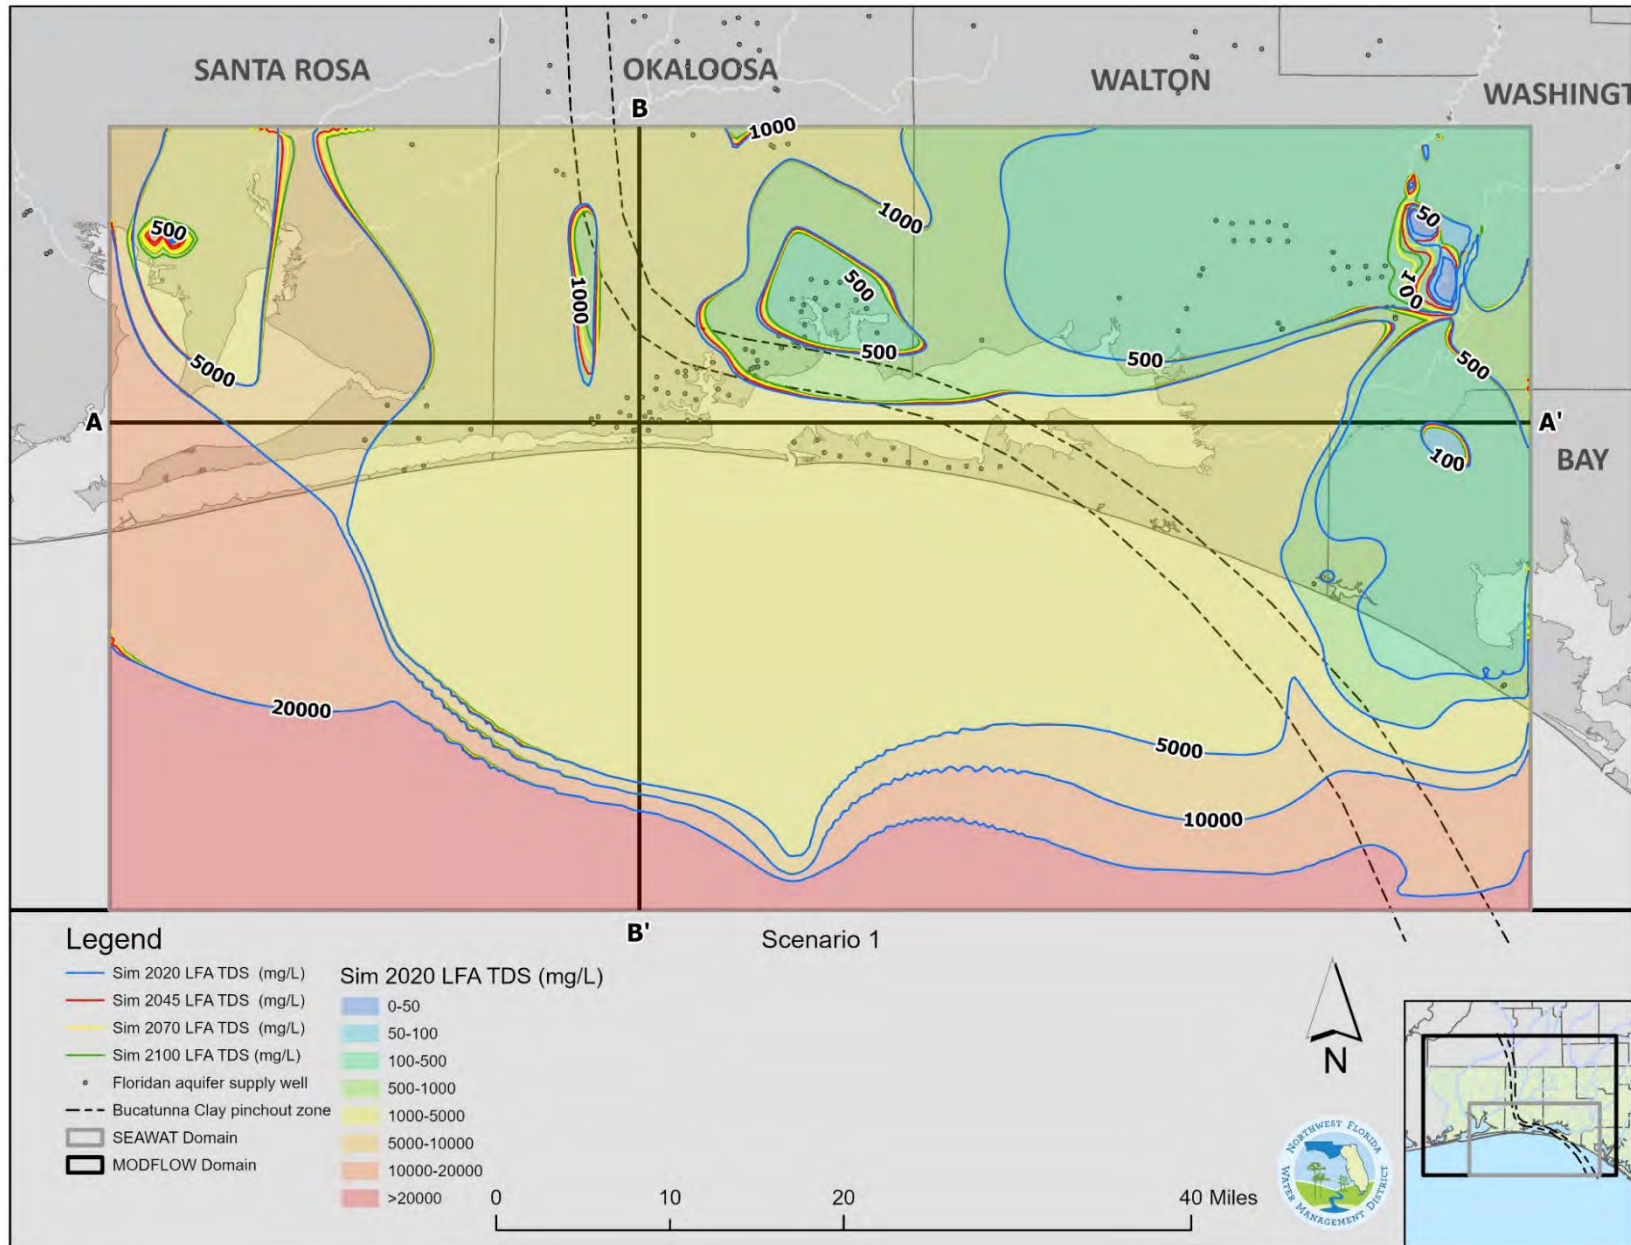 SANTA ROSA
OKALOOSA
WALTON
WASHINGT
B
1000
50
500
1000
500
1000
100
500
500
500
5000
A
A'
100
BAY
20000
5000
10000
B'
Scenario 1
Legend
Sim 2020 LFA TDS (mg/L)
Sim 2045 LFA TDS (mg/L)
Sim 2070 LFA TDS (mg/L)
Sim 2100 LFA TDS (mg/L)
Floridan aquifer supply well
Bucatunna Clay pinchout zone
SEAWAT Domain
MODFLOW Domain
Sim 2020 LFA TDS (mg/L)
0-50
50-100
100-500
500-1000
1000-5000
5000-10000
10000-20000
>20000
0 10 20 40 Miles
N
NORTHWEST FLORIDA
WATER MANAGEMENT DISTRICT